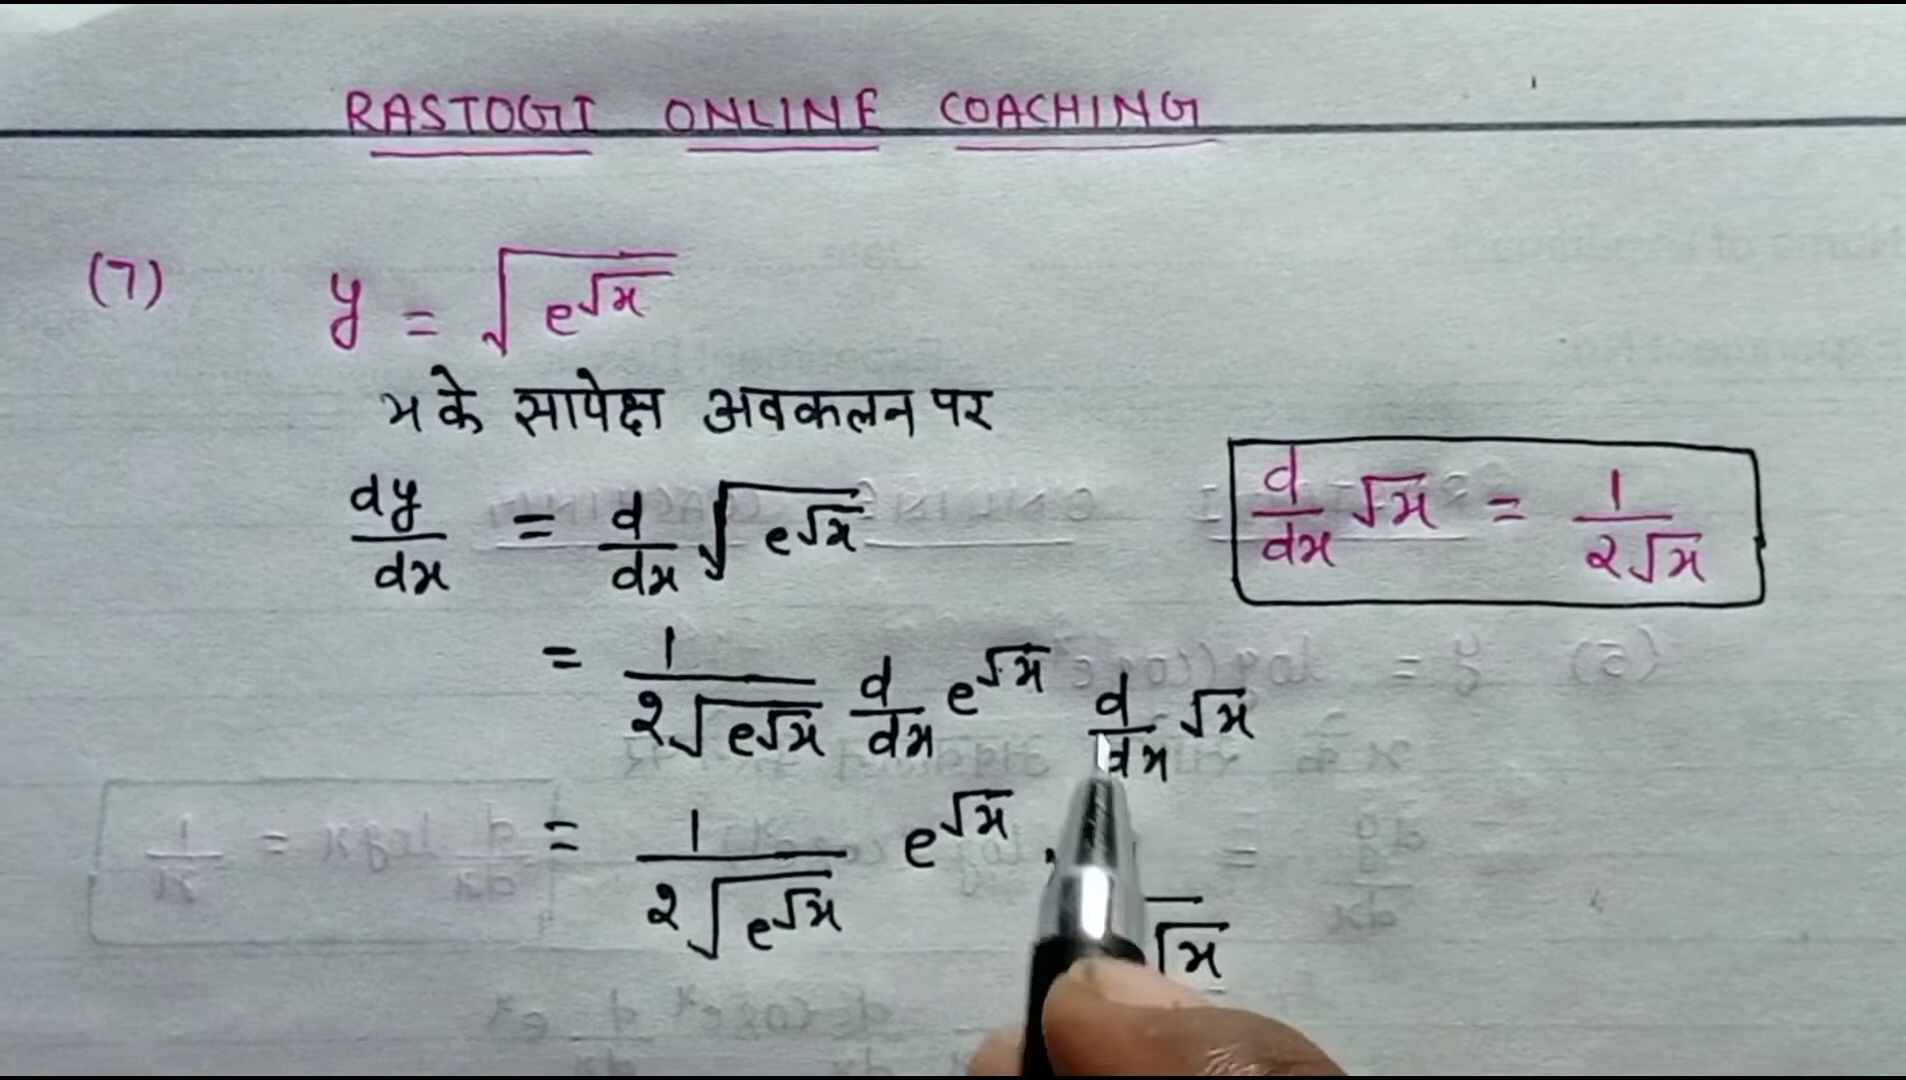 RASTOGI ONLINE COACHING
(7) y = √(e^√x)
x के सापेक्ष अवकलन पर
dy/dx = d/dx √(e^√x)
d/dx √x = 1/(2√x)
= 1/(2√(e^√x)) d/dx e^√x d/dx √x
= 1/(2√(e^√x)) e^√x · √x